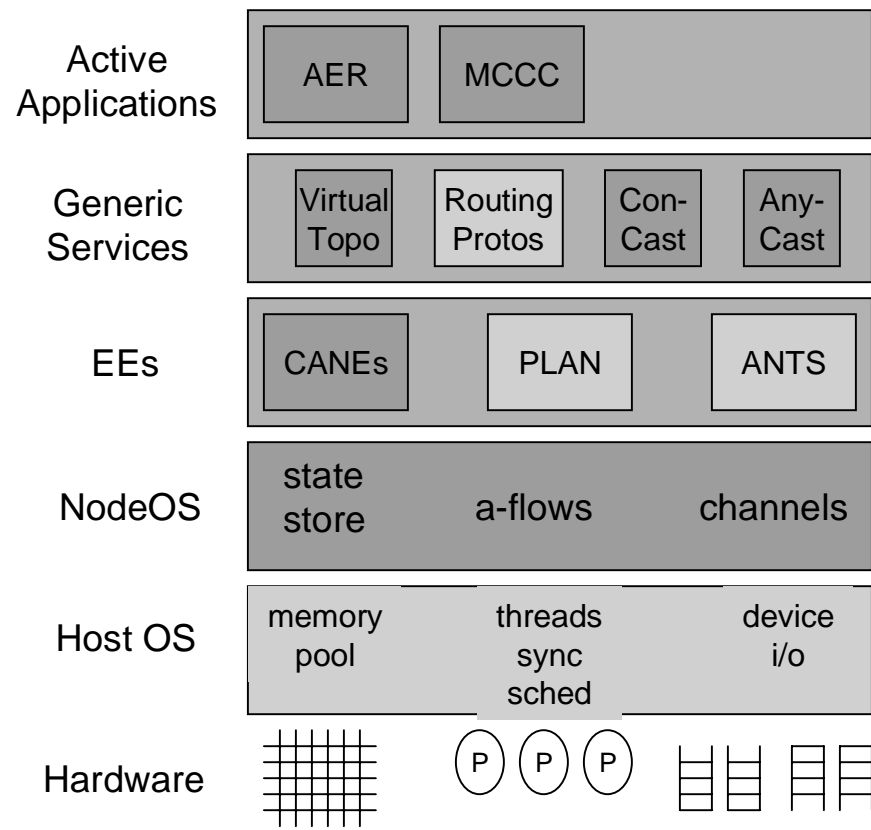 Active
Applications
AER
MCCC
Generic
Services
Virtual
Topo
Routing
Protos
Con-
Cast
Any-
Cast
EEs
CANEs
PLAN
ANTS
NodeOS
state
store
a-flows
channels
Host OS
memory
pool
threads
sync
sched
device
i/o
Hardware
P
P
P